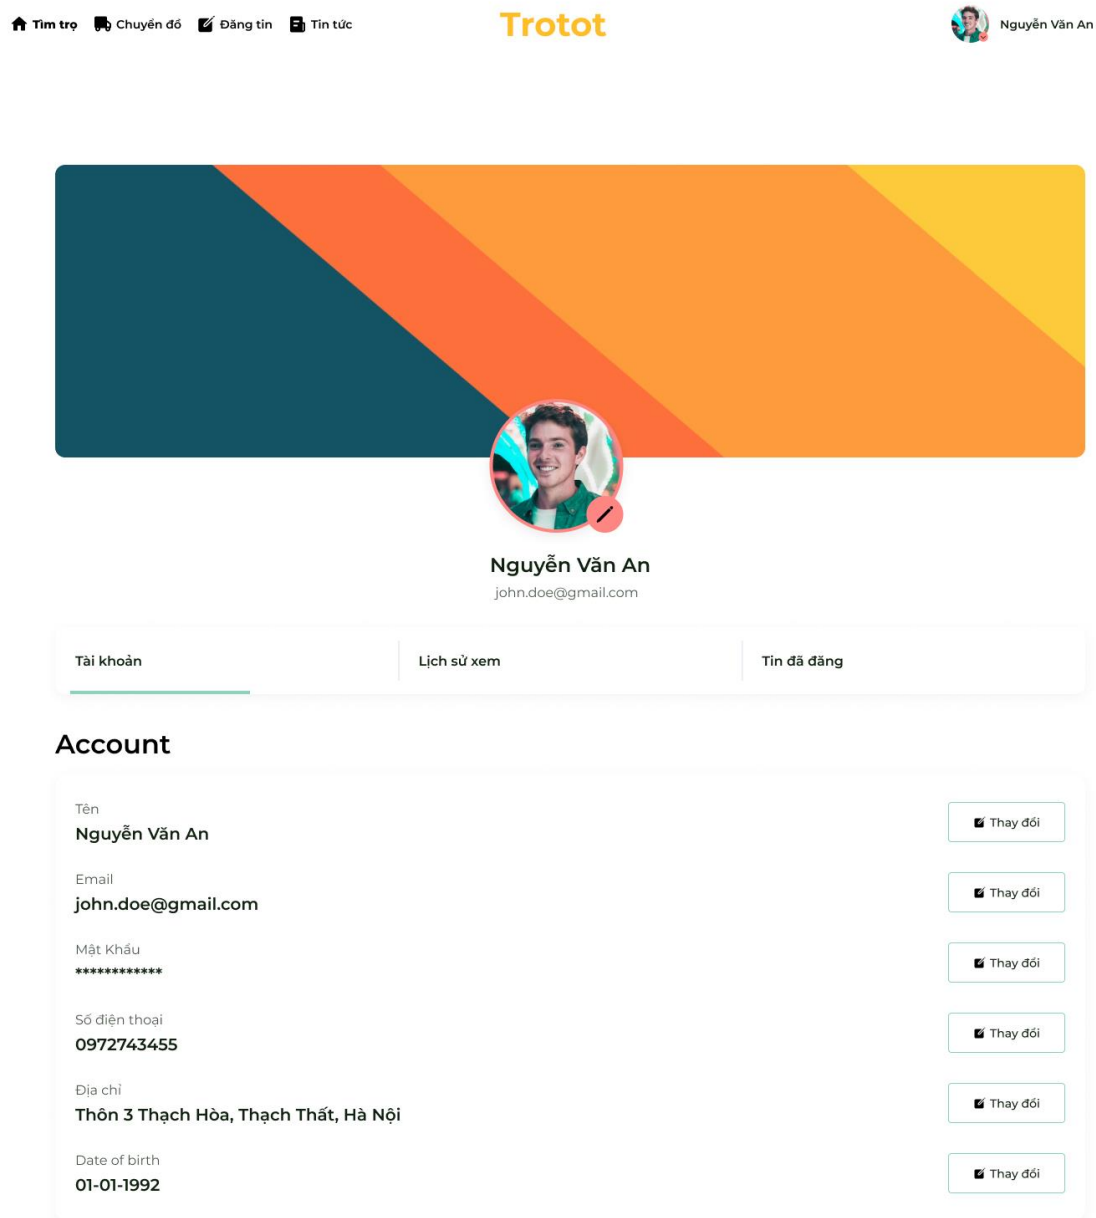 Tìm trọ Chuyển đồ Đăng tin Tin tức Trotot Nguyễn Văn An
Nguyễn Văn An
john.doe@gmail.com
Tài khoản Lịch sử xem Tin đã đăng
Account
Tên
Nguyễn Văn An
Thay đổi
Email
john.doe@gmail.com
Thay đổi
Mật Khẩu
************
Thay đổi
Số điện thoại
0972743455
Thay đổi
Địa chỉ
Thôn 3 Thạch Hòa, Thạch Thất, Hà Nội
Thay đổi
Date of birth
01-01-1992
Thay đổi